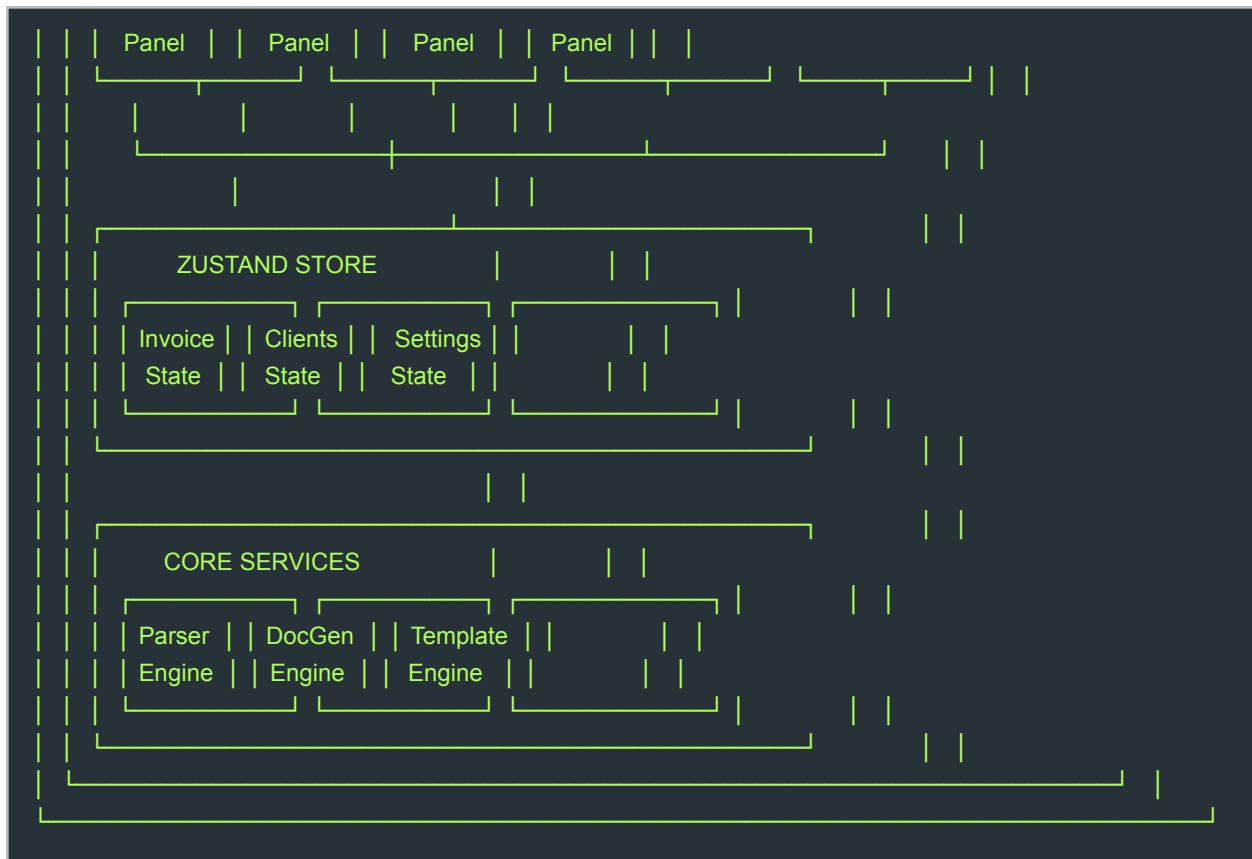 Panel Panel Panel Panel
ZUSTAND STORE
Invoice Clients Settings
State State State
CORE SERVICES
Parser DocGen Template
Engine Engine Engine